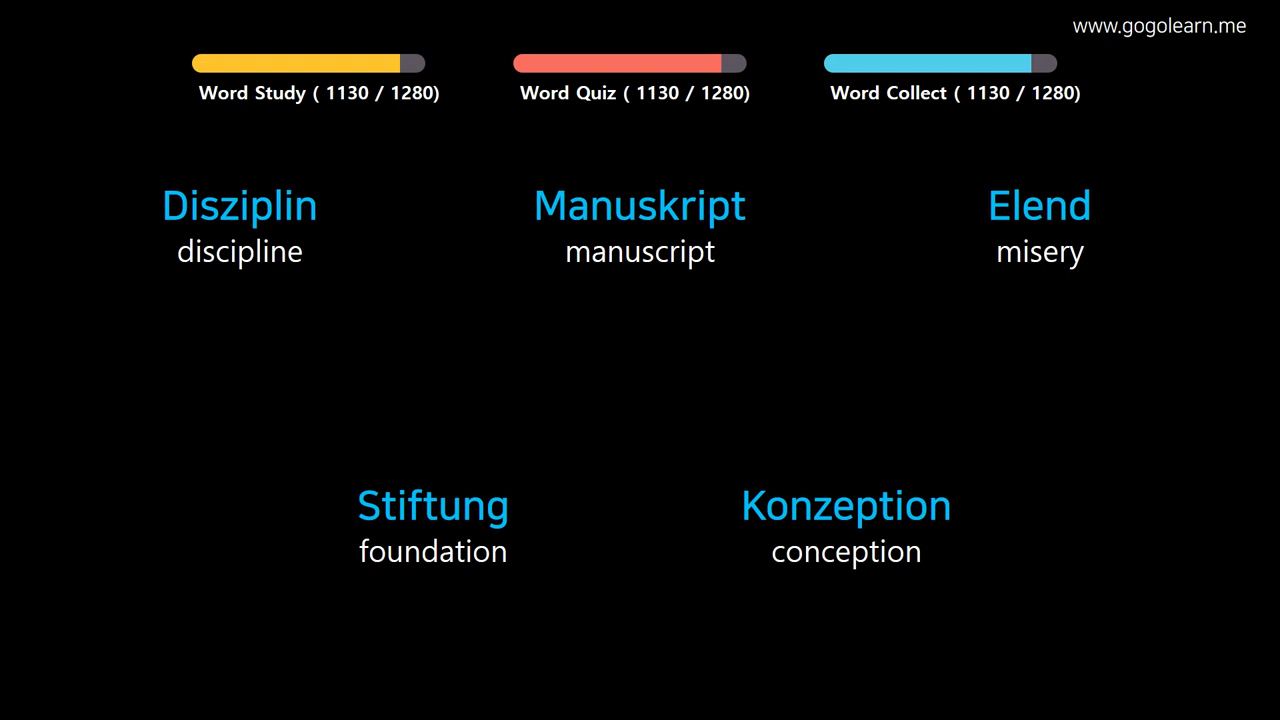 www.gogolearn.me
Word Study ( 1130 / 1280)
Word Quiz ( 1130 / 1280)
Word Collect ( 1130 / 1280)
Disziplin
discipline
Manuskript
manuscript
Elend
misery
Stiftung
foundation
Konzeption
conception